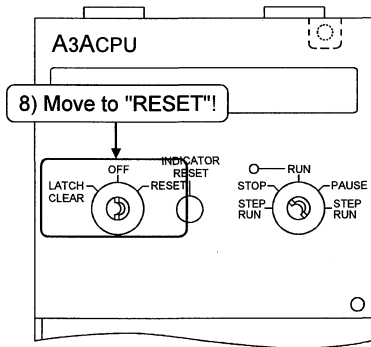 A3ACPU
8) Move to "RESET"!
INDICATOR
RESET
OFF
LATCH
CLEAR
RESET
RUN
STOP
PAUSE
STEP
RUN
STEP
RUN